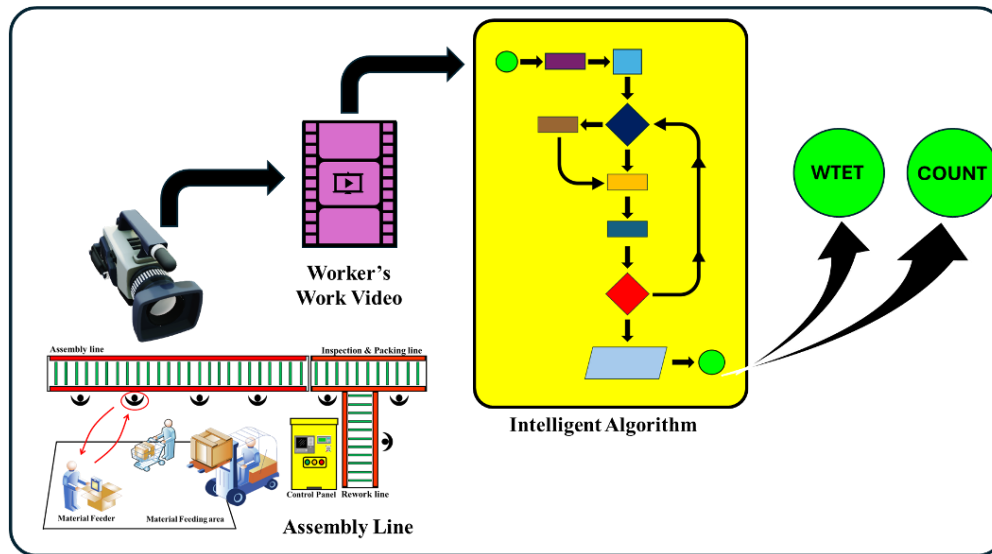 WTET
COUNT
Worker's
Work Video
Assembly line
Inspection & Packing line
Intelligent Algorithm
Control Panel
Rework line
Material Feeder
Material Feeding area
Assembly Line